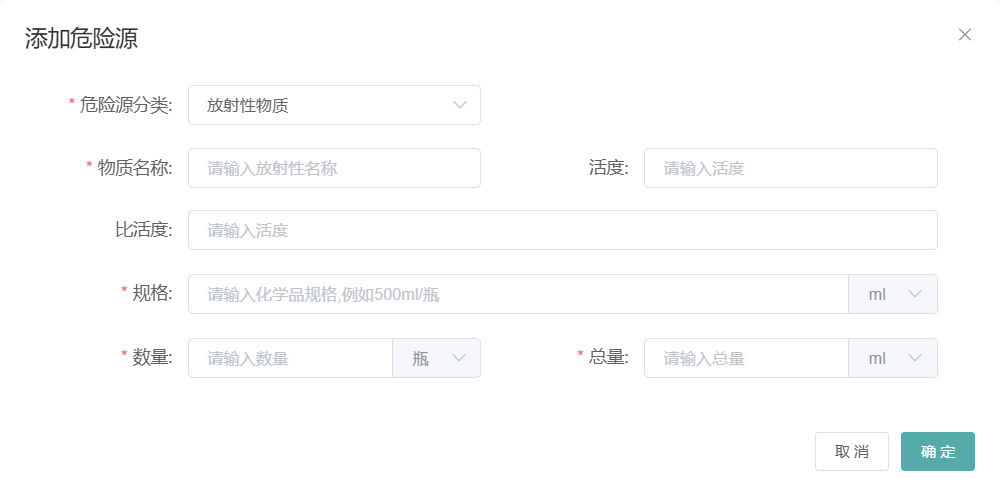 添加危险源
* 危险源分类: 放射性物质
* 物质名称: 请输入放射性名称 活度: 请输入活度
比活度: 请输入活度
* 规格: 请输入化学品规格,例如500ml/瓶 ml
* 数量: 请输入数量 瓶 * 总量: 请输入总量 ml
取消 确定